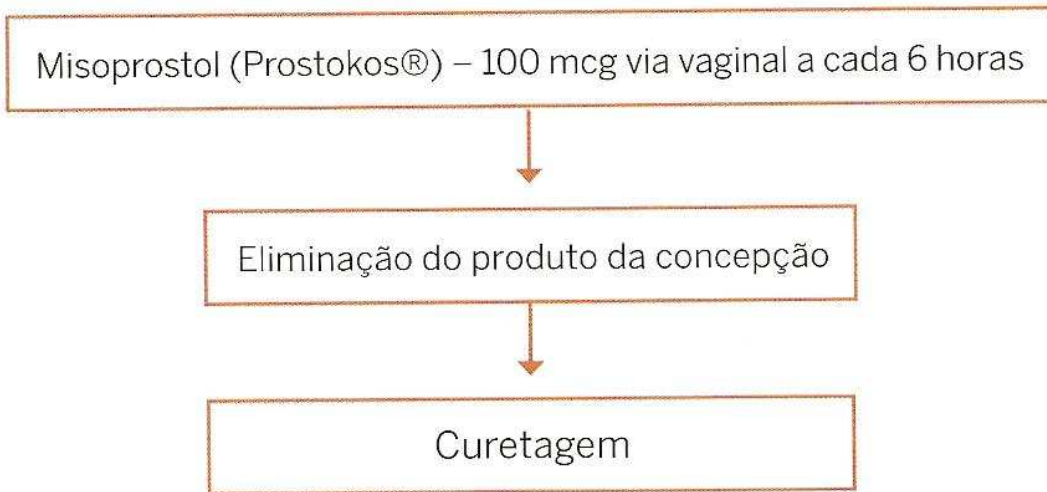 Misoprostol (Prostokos®) – 100 mcg via vaginal a cada 6 horas
Eliminação do produto da concepção
Curetagem